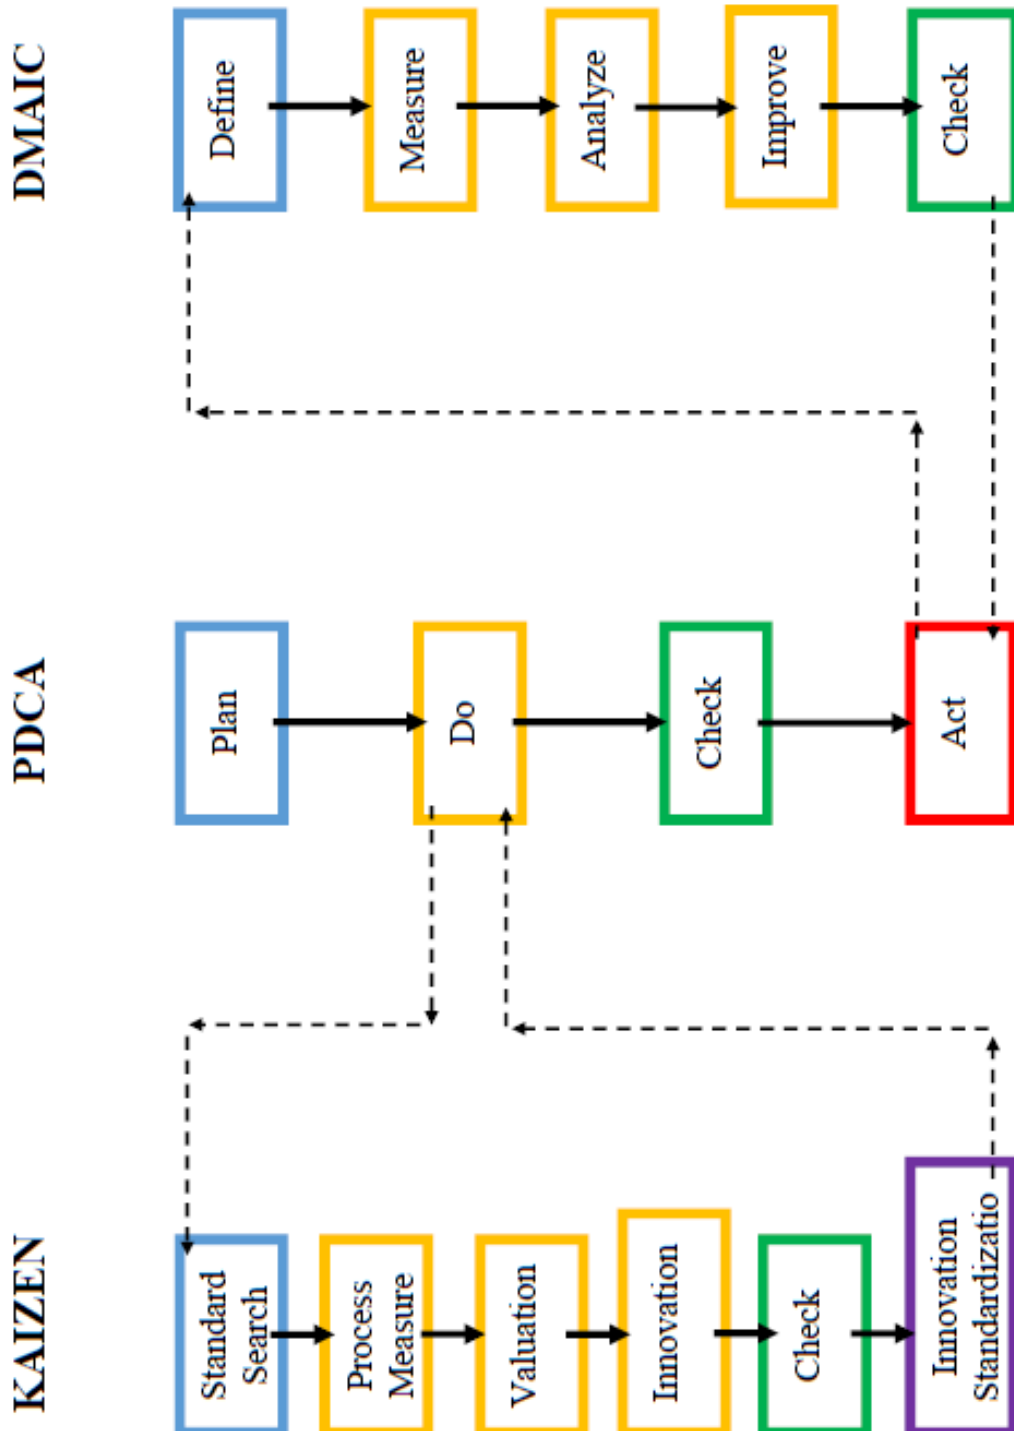 KAIZEN
Standard
Search
Process
Measure
Valuation
Innovation
Check
Innovation
Standardizatio
PDCA
Plan
Do
Check
Act
DMAIC
Define
Measure
Analyze
Improve
Check